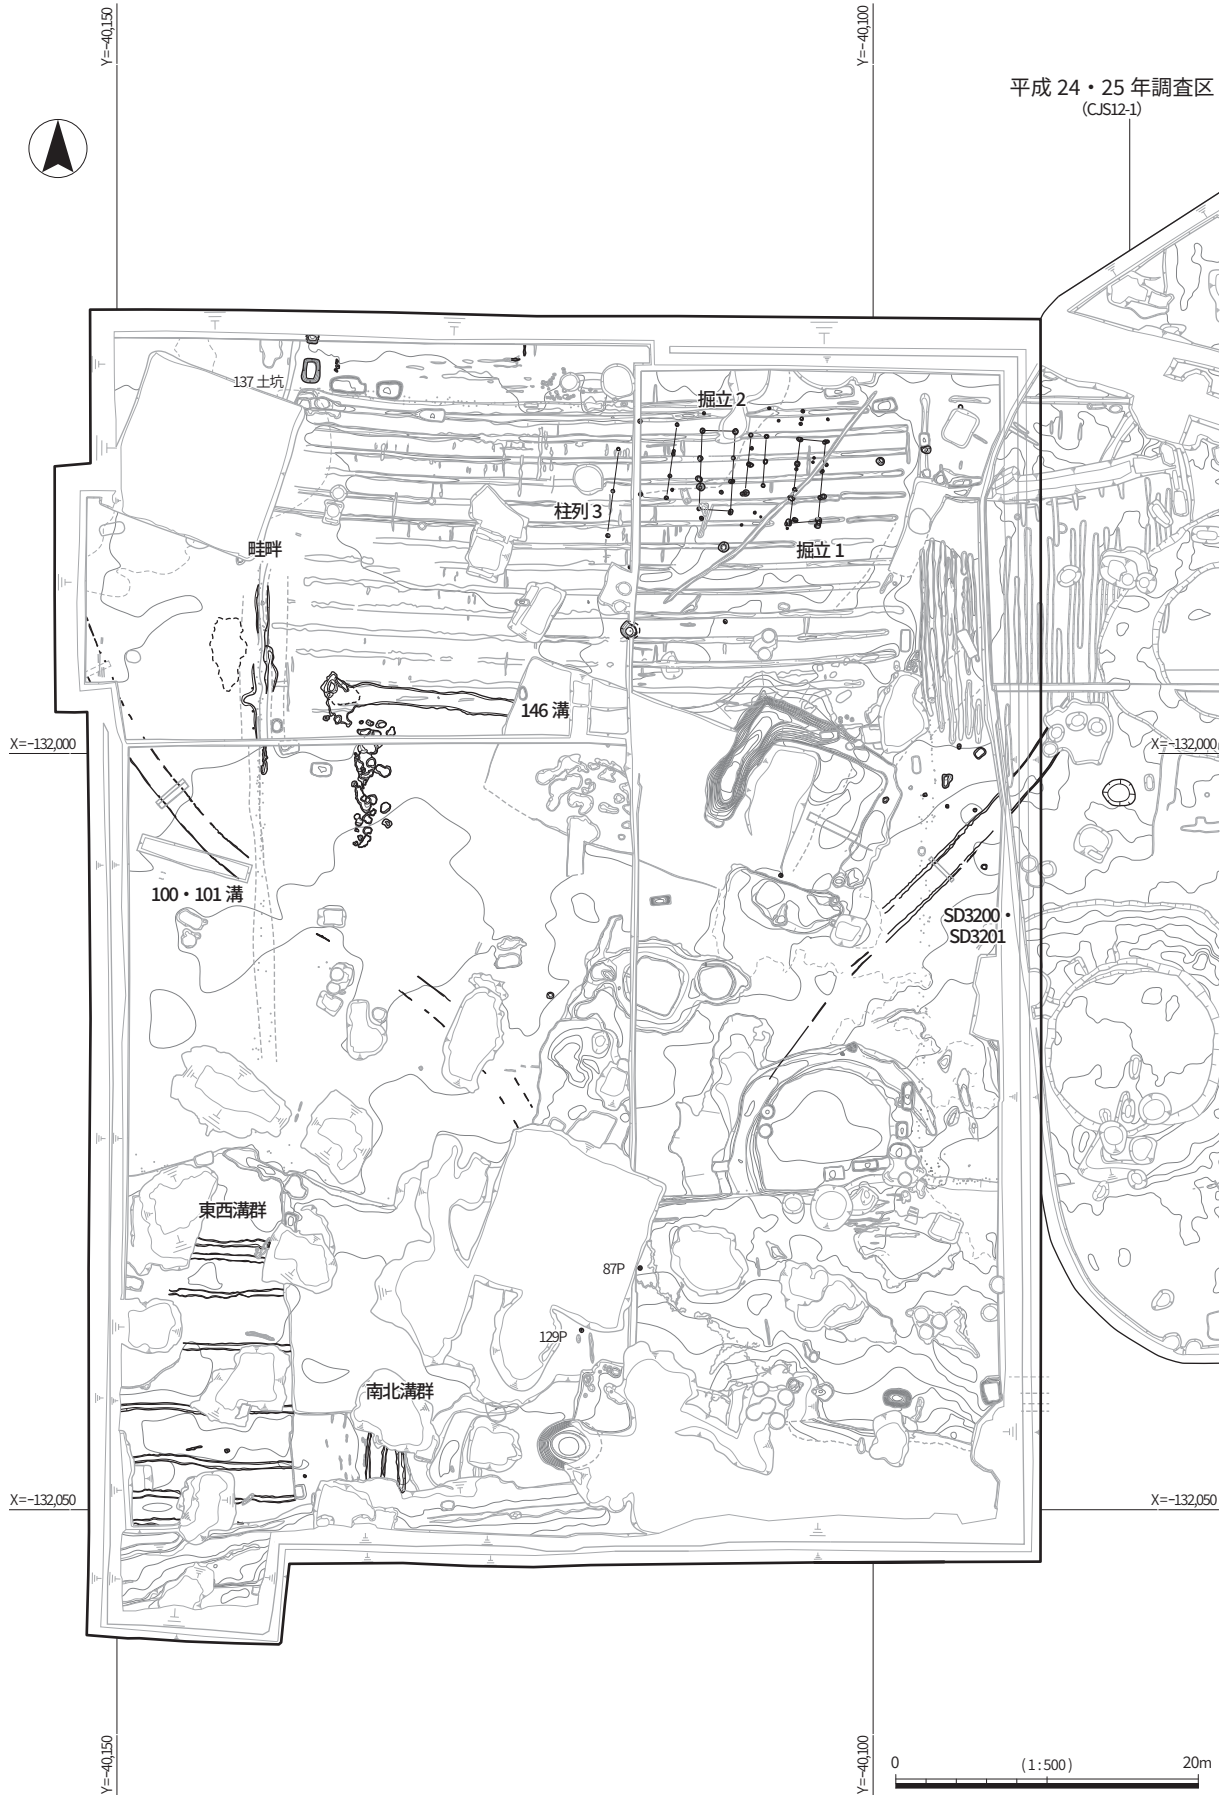 Y=-40,150
Y=-40,100
平成 24・25 年調査区
(CJS12-1)
137 土坑
掘立 2
柱列 3
掘立 1
畦畔
146 溝
X=-132,000
X=-132,000
100・101 溝
SD3200・
SD3201
東西溝群
87P
129P
南北溝群
X=-132,050
X=-132,050
Y=-40,150
Y=-40,100
0 (1:500) 20m